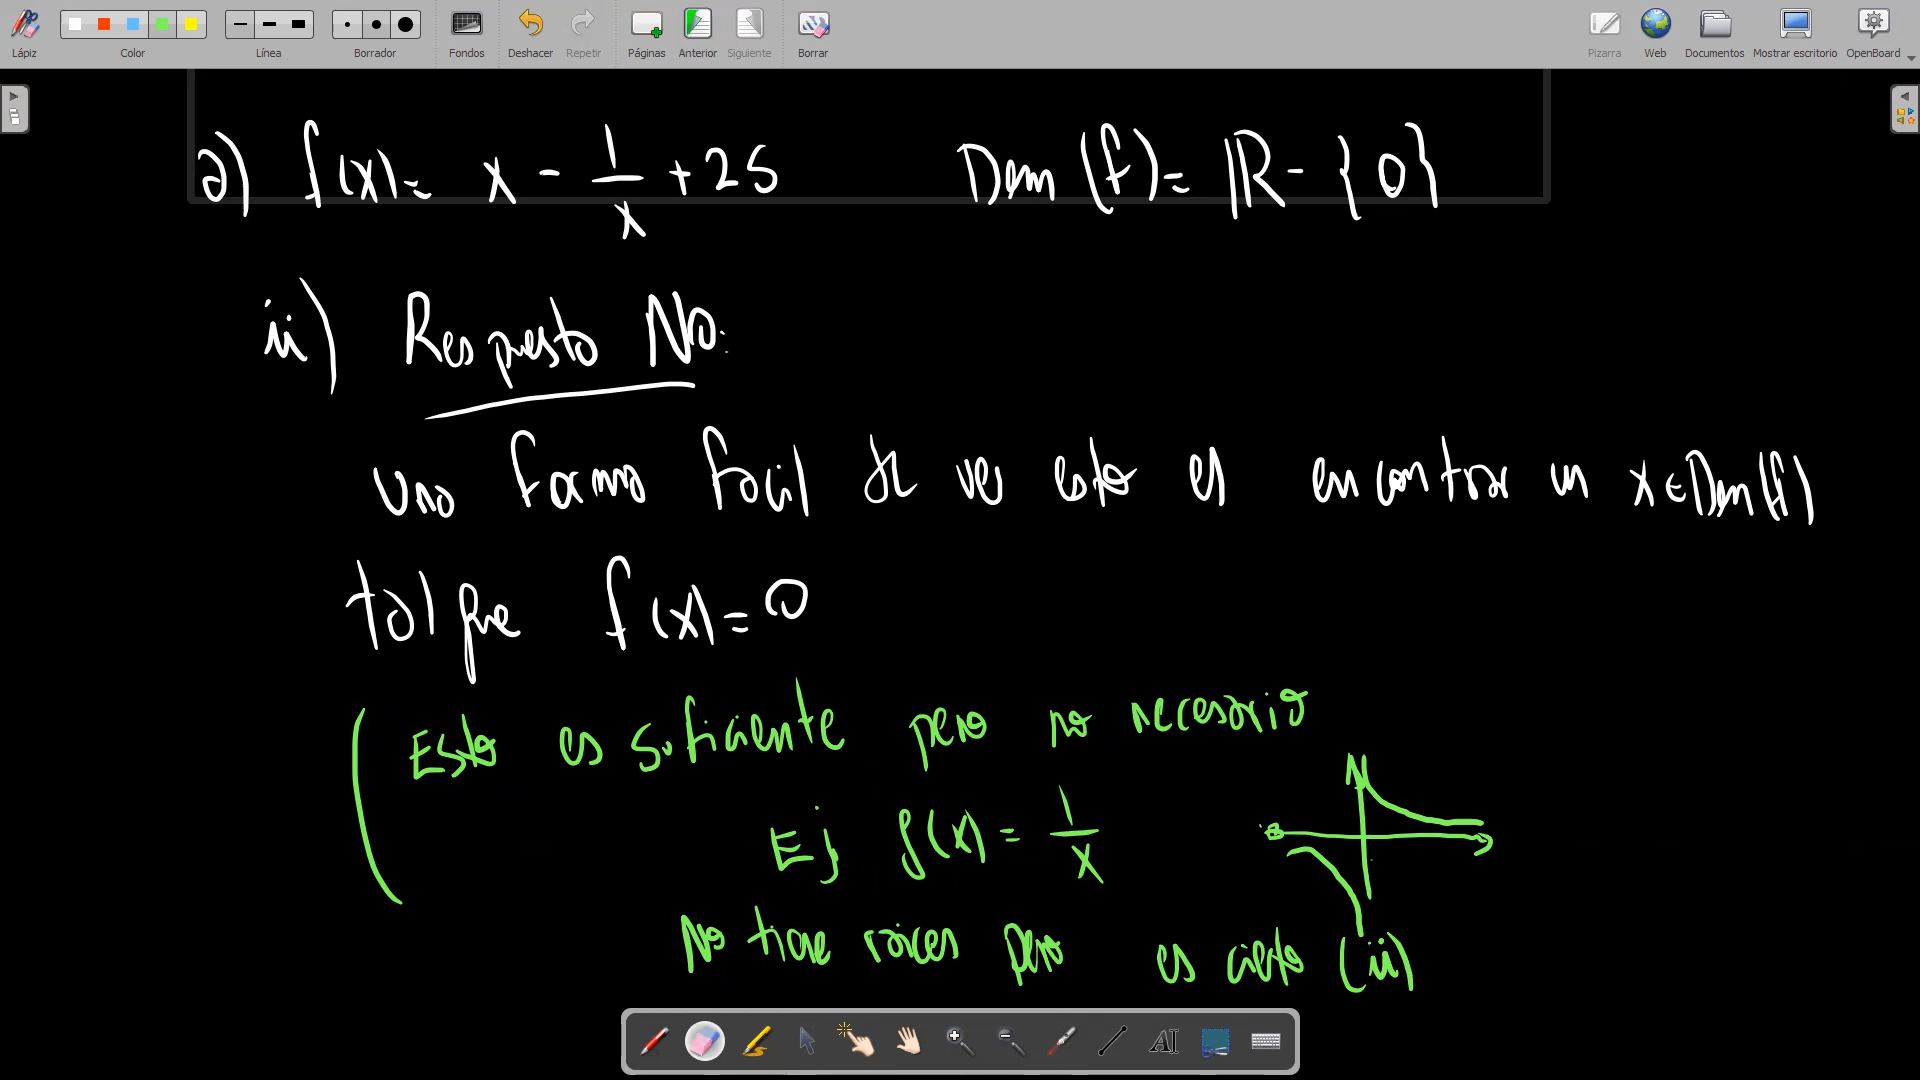 Lápiz Color Línea Borrador Fondos Deshacer Repetir Páginas Anterior Siguiente Borrar Pizarra Web Documentos Mostrar escritorio OpenBoard
a) f(x) = x - 1/x + 25 Dom (f) = ℝ - {0}
ii) Respuesta No.
una forma facil de ver esto es encontrar un x ∈ Dom(f)
tal que f(x) = 0
(Esto es suficiente pero no necesario
Ej f(x) = 1/x
No tiene raices pero es cierto (ii)